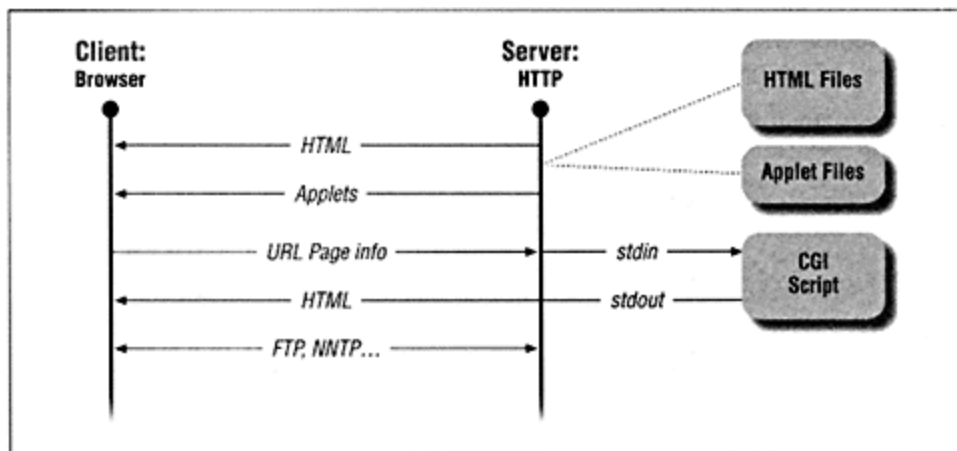 Client:
Browser
Server:
HTTP
HTML Files
HTML
Applet Files
Applets
URL Page info
stdin
CGI
Script
HTML
stdout
FTP, NNTP...